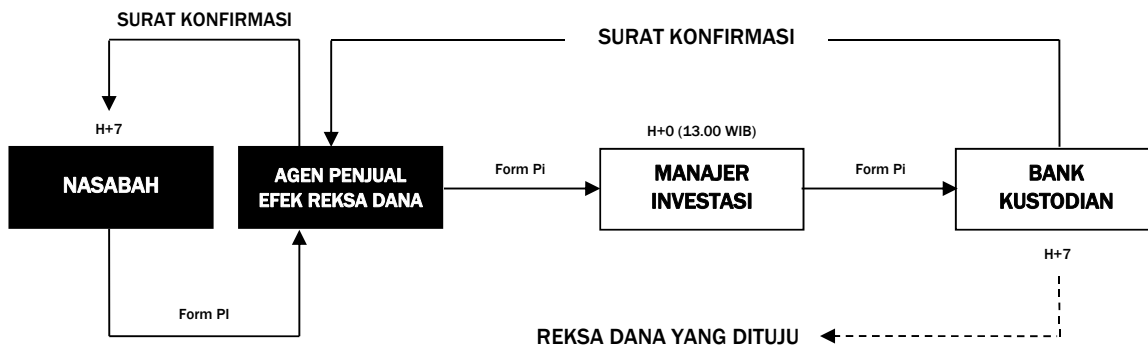 SURAT KONFIRMASI
SURAT KONFIRMASI
H+7
H+0 (13.00 WIB)
NASABAH
AGEN PENJUAL
EFEK REKSA DANA
Form Pi
MANAJER
INVESTASI
Form Pi
BANK
KUSTODIAN
H+7
Form PI
REKSA DANA YANG DITUJU